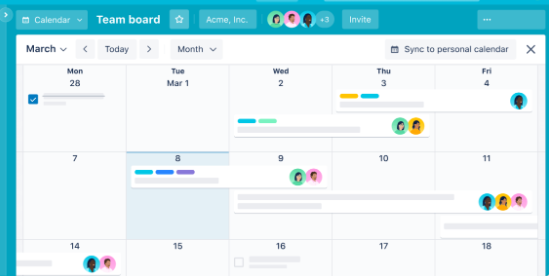 Calendar Team board Acme, Inc. +3 Invite ...
March Today Month Sync to personal calendar
Mon Tue Wed Thu Fri
28 Mar 1 2 3 4
7 8 9 10 11
14 15 16 17 18